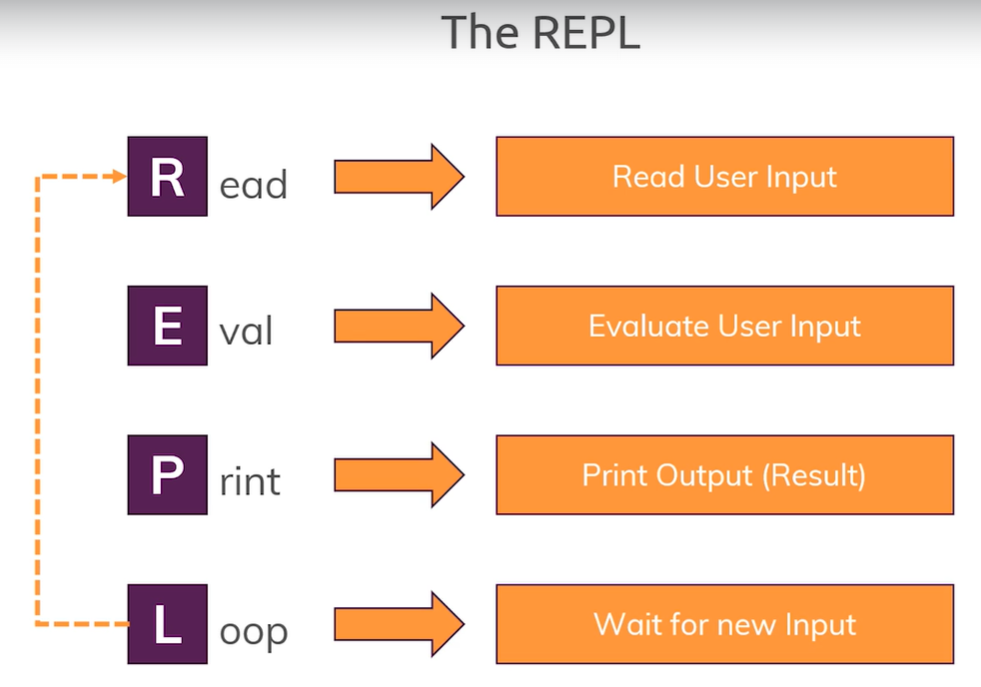 The REPL
R ead Read User Input
E val Evaluate User Input
P rint Print Output (Result)
L oop Wait for new Input